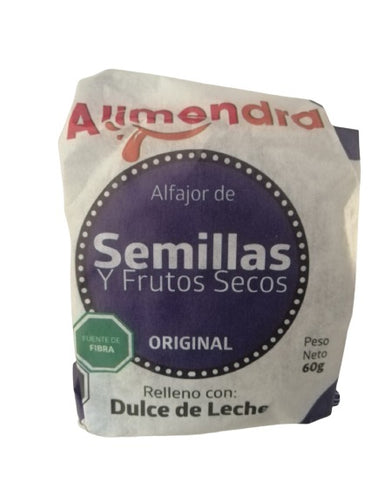 Alimendra
Alfajor de
Semillas
Y Frutos Secos
ORIGINAL
FUENTE DE
FIBRA
Peso
Neto
60g
Relleno con:
Dulce de Leche